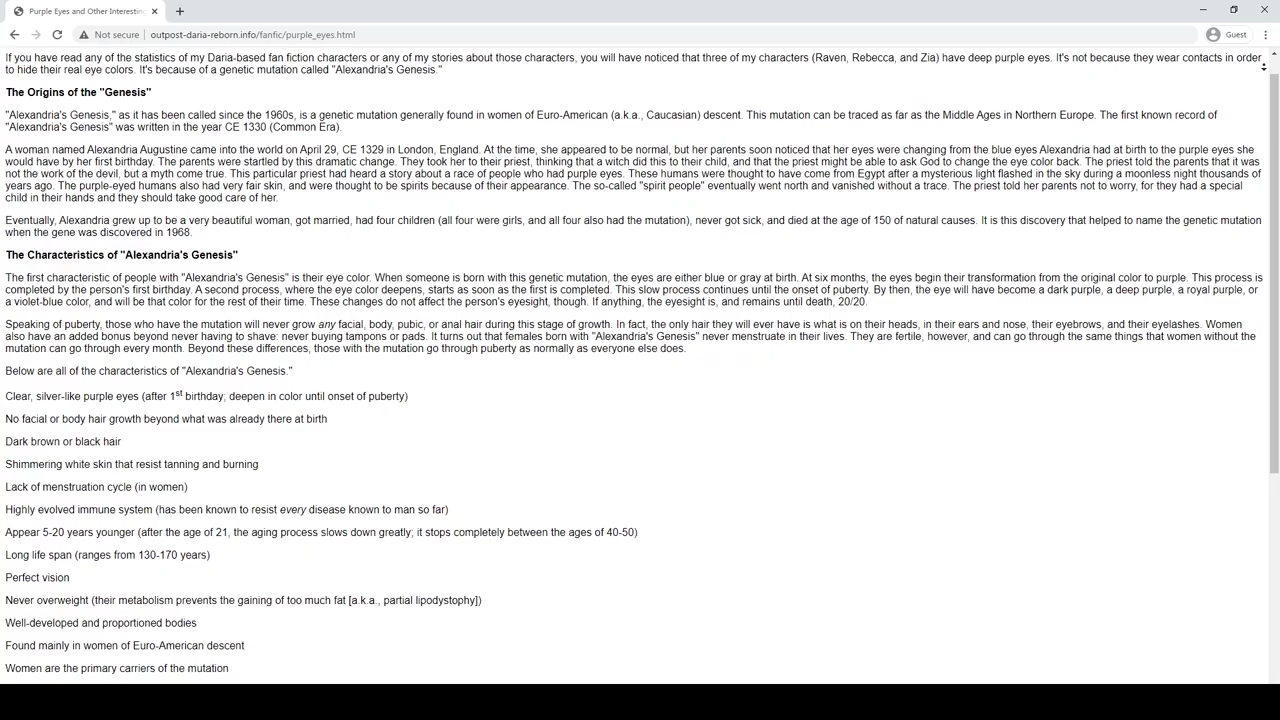 Purple Eyes and Other Interesting
Not secure | outpost-daria-reborn.info/fanfic/purple_eyes.html
Guest
If you have read any of the statistics of my Daria-based fan fiction characters or any of my stories about those characters, you will have noticed that three of my characters (Raven, Rebecca, and Zia) have deep purple eyes. It's not because they wear contacts in order
to hide their real eye colors. It's because of a genetic mutation called "Alexandria's Genesis."
The Origins of the "Genesis"
"Alexandria's Genesis," as it has been called since the 1960s, is a genetic mutation generally found in women of Euro-American (a.k.a., Caucasian) descent. This mutation can be traced as far as the Middle Ages in Northern Europe. The first known record of
"Alexandria's Genesis" was written in the year CE 1330 (Common Era).
A woman named Alexandria Augustine came into the world on April 29, CE 1329 in London, England. At the time, she appeared to be normal, but her parents soon noticed that her eyes were changing from the blue eyes Alexandria had at birth to the purple eyes she
would have by her first birthday. The parents were startled by this dramatic change. They took her to their priest, thinking that a witch did this to their child, and that the priest might be able to ask God to change the eye color back. The priest told the parents that it was
not the work of the devil, but a myth come true. This particular priest had heard a story about a race of people who had purple eyes. These humans were thought to have come from Egypt after a mysterious light flashed in the sky during a moonless night thousands of
years ago. The purple-eyed humans also had very fair skin, and were thought to be spirits because of their appearance. The so-called "spirit people" eventually went north and vanished without a trace. The priest told her parents not to worry, for they had a special
child in their hands and they should take good care of her.
Eventually, Alexandria grew up to be a very beautiful woman, got married, had four children (all four were girls, and all four also had the mutation), never got sick, and died at the age of 150 of natural causes. It is this discovery that helped to name the genetic mutation
when the gene was discovered in 1968.
The Characteristics of "Alexandria's Genesis"
The first characteristic of people with "Alexandria's Genesis" is their eye color. When someone is born with this genetic mutation, the eyes are either blue or gray at birth. At six months, the eyes begin their transformation from the original color to purple. This process is
completed by the person's first birthday. A second process, where the eye color deepens, starts as soon as the first is completed. This slow process continues until the onset of puberty. By then, the eye will have become a dark purple, a deep purple, a royal purple, or
a violet-blue color, and will be that color for the rest of their time. These changes do not affect the person's eyesight, though. If anything, the eyesight is, and remains until death, 20/20.
Speaking of puberty, those who have the mutation will never grow any facial, body, pubic, or anal hair during this stage of growth. In fact, the only hair they will ever have is what is on their heads, in their ears and nose, their eyebrows, and their eyelashes. Women
also have an added bonus beyond never having to shave: never buying tampons or pads. It turns out that females born with "Alexandria's Genesis" never menstruate in their lives. They are fertile, however, and can go through the same things that women without the
mutation can go through every month. Beyond these differences, those with the mutation go through puberty as normally as everyone else does.
Below are all of the characteristics of "Alexandria's Genesis."
Clear, silver-like purple eyes (after 1st birthday; deepen in color until onset of puberty)
No facial or body hair growth beyond what was already there at birth
Dark brown or black hair
Shimmering white skin that resist tanning and burning
Lack of menstruation cycle (in women)
Highly evolved immune system (has been known to resist every disease known to man so far)
Appear 5-20 years younger (after the age of 21, the aging process slows down greatly; it stops completely between the ages of 40-50)
Long life span (ranges from 130-170 years)
Perfect vision
Never overweight (their metabolism prevents the gaining of too much fat [a.k.a., partial lipodystophy])
Well-developed and proportioned bodies
Found mainly in women of Euro-American descent
Women are the primary carriers of the mutation